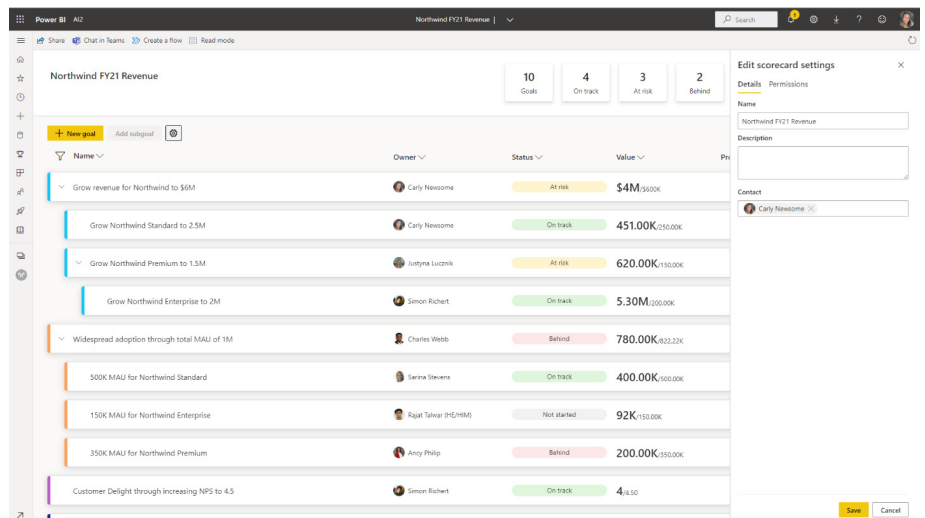 Power BI AI2 Northwind FY21 Revenue Search
Share Chat in Teams Create a flow Read mode
Northwind FY21 Revenue
10 4 3 2
Goals On track At risk Behind
New goal Add subgoal
Name Owner Status Value Pro
Grow revenue for Northwind to $6M Carly Newsome At risk $4M/$600K
Grow Northwind Standard to 2.5M Carly Newsome On track 451.00K/250.00K
Grow Northwind Premium to 1.5M Justyna Lucznik At risk 620.00K/150.00K
Grow Northwind Enterprise to 2M Simon Richert On track 5.30M/200.00K
Widespread adoption through total MAU of 1M Charles Webb Behind 780.00K/822.22K
500K MAU for Northwind Standard Sarina Stevens On track 400.00K/500.00K
150K MAU for Northwind Enterprise Rajat Talwar (HE/HIM) Not started 92K/150.00K
350K MAU for Northwind Premium Ancy Philip Behind 200.00K/350.00K
Customer Delight through increasing NPS to 4.5 Simon Richert On track 4/4.50
Edit scorecard settings
Details Permissions
Name
Northwind FY21 Revenue
Description
Contact
Carly Newsome
Save Cancel